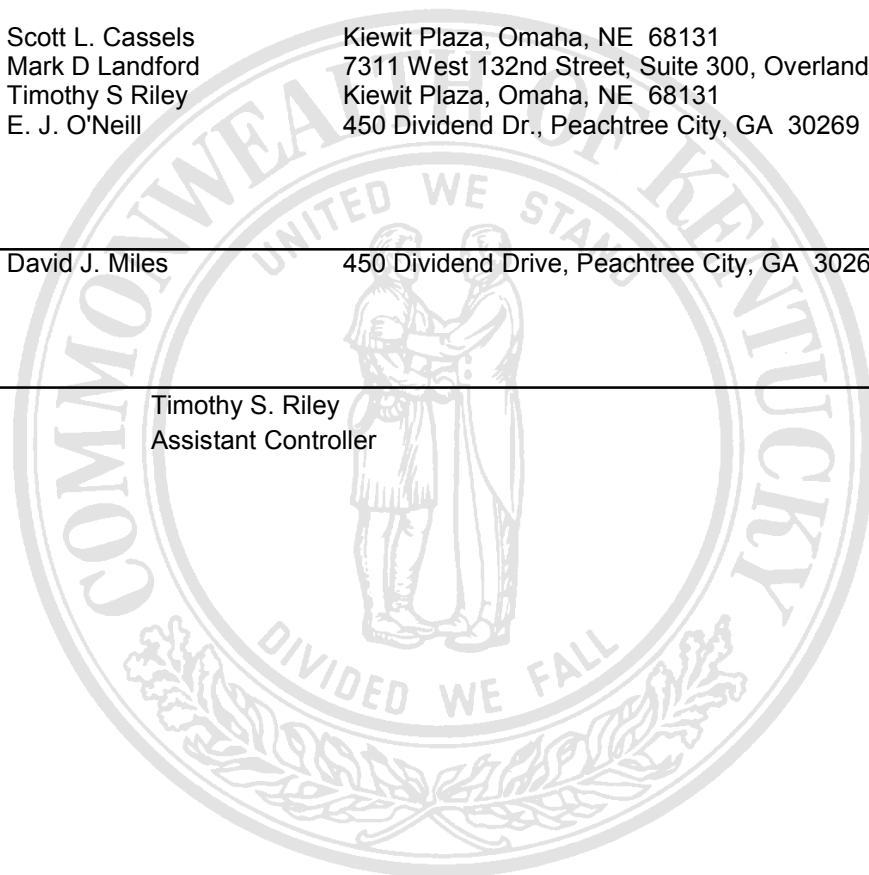 Scott L. Cassels Kiewit Plaza, Omaha, NE 68131
Mark D Landford 7311 West 132nd Street, Suite 300, Overland
Timothy S Riley Kiewit Plaza, Omaha, NE 68131
E. J. O'Neill 450 Dividend Dr., Peachtree City, GA 30269
David J. Miles 450 Dividend Drive, Peachtree City, GA 3026
Timothy S. Riley
Assistant Controller
COMMONWEALTH OF KENTUCKY
UNITED WE STAND
DIVIDED WE FALL